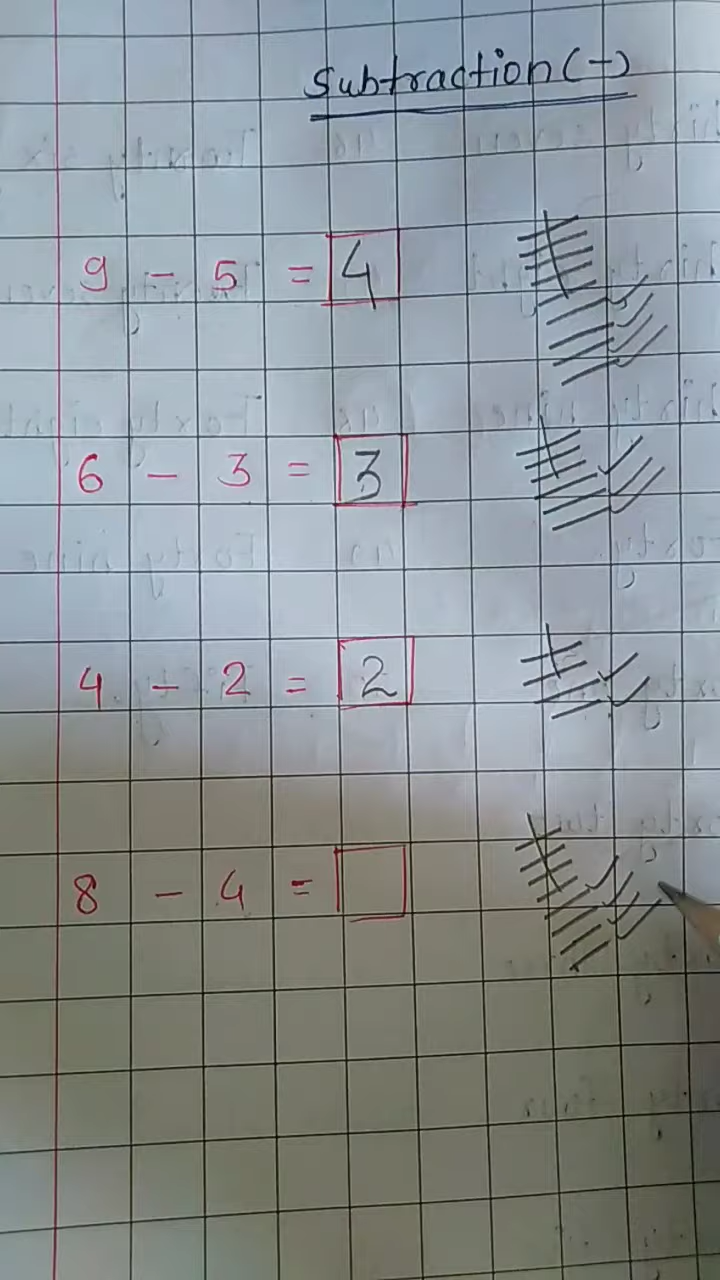 Subtraction (-)
9 - 5 = 4
6 - 3 = 3
4 - 2 = 2
8 - 4 =